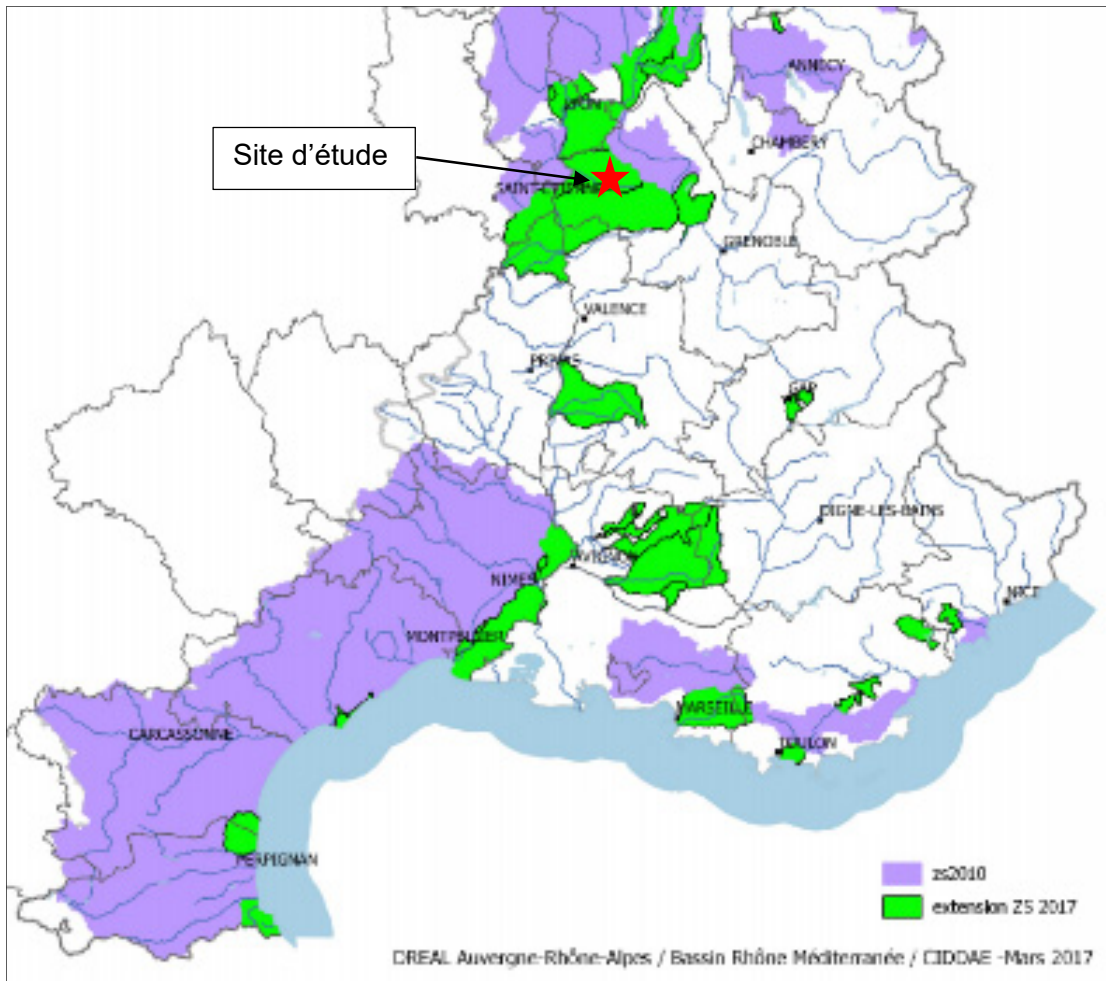 ANNECY
LYON
CHAMBERY
Site d'étude
SAINT-ETIENNE
GRENOBLE
VALENCE
PRIVAS
GAP
DIGNE-LES-BAINS
AVIGNON
NIMES
NICE
MONTPELLIER
MARSEILLE
CARCASSONNE
TOULON
PERPIGNAN
zs2010
extension ZS 2017
DREAL Auvergne-Rhône-Alpes / Bassin Rhône Méditerranée / CIDDAE -Mars 2017